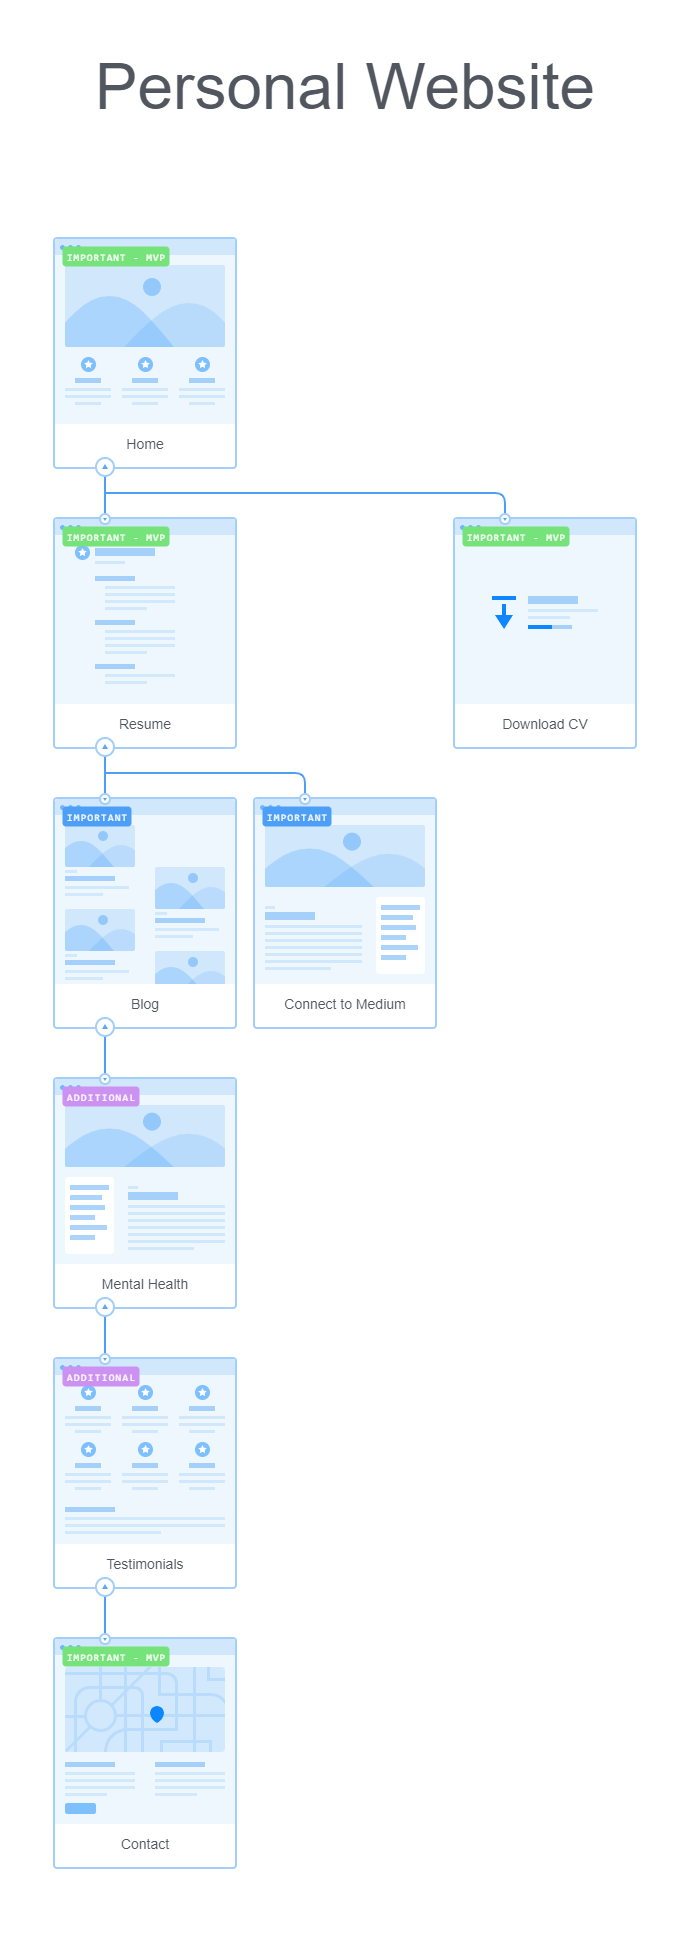 Personal Website
IMPORTANT - MVP
Home
IMPORTANT - MVP
Resume
IMPORTANT - MVP
Download CV
IMPORTANT
Blog
IMPORTANT
Connect to Medium
ADDITIONAL
Mental Health
ADDITIONAL
Testimonials
IMPORTANT - MVP
Contact